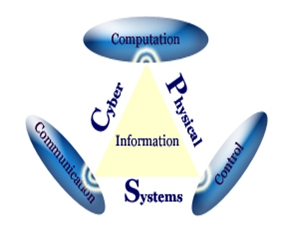 Computation
Cyber
Physical
Information
Communication
Control
Systems